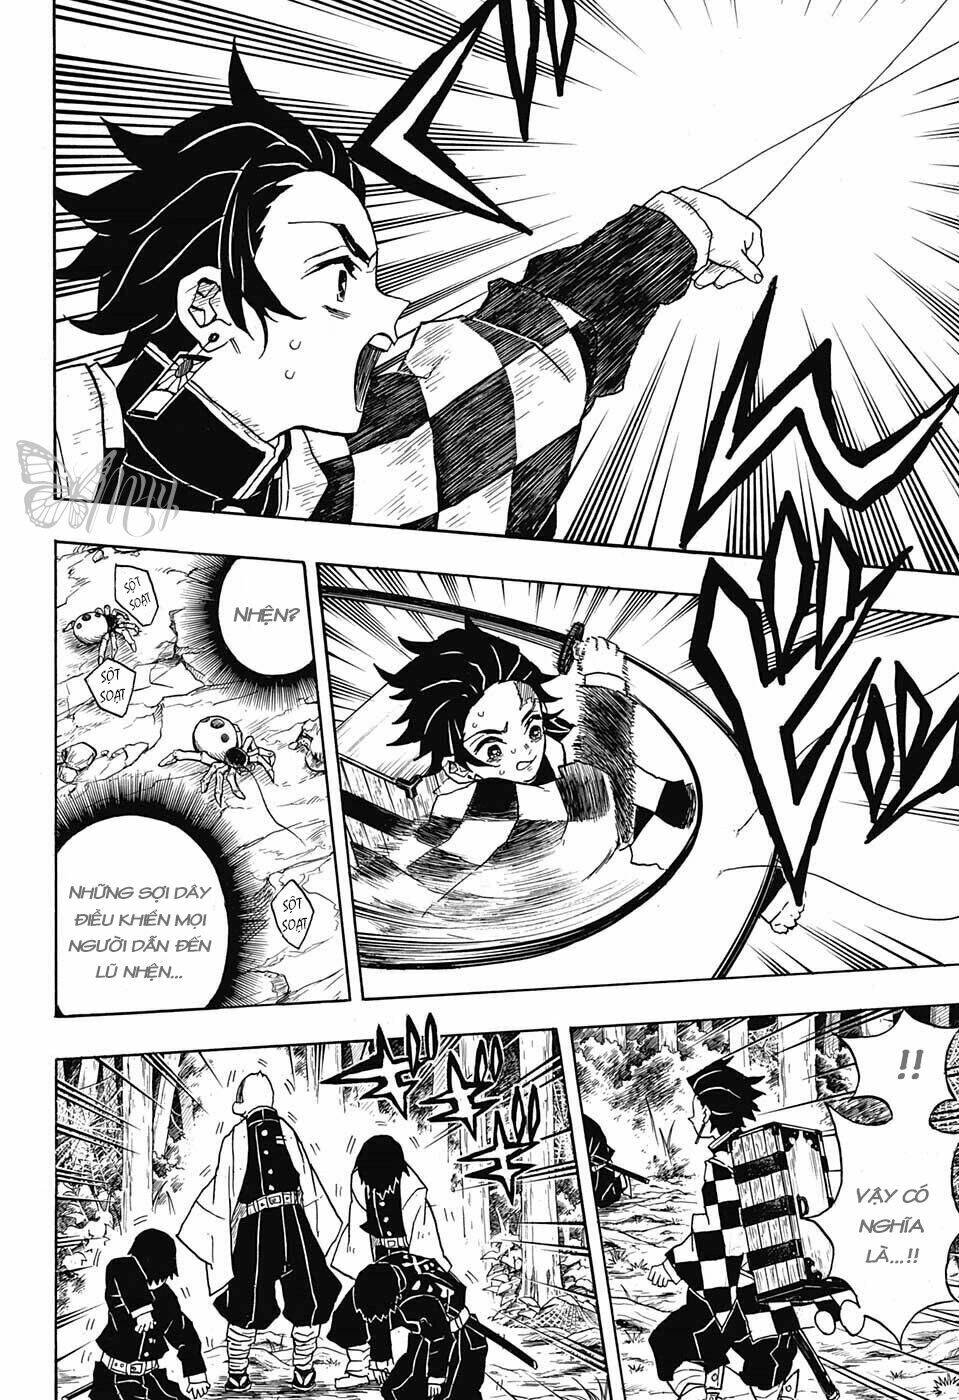 Amy
NHỆN?
SỘT
SOẠT
SỘT
SOẠT
SỘT
SOẠT
NHỮNG SỢI DÂY
ĐIỀU KHIỂN MỌI
NGƯỜI DẪN ĐẾN
LŨ NHỆN...
!!
VẬY CÓ
NGHĨA
LÀ...!!